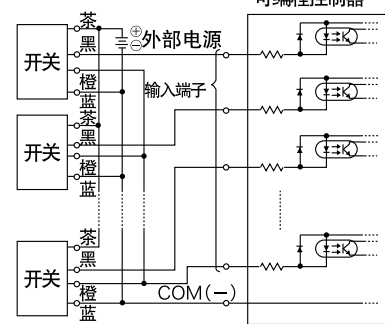 可编程控制器
茶
⊕
⊖
外部电源
黑
开关
橙
蓝
输入端子
茶
黑
开关
橙
蓝
茶
黑
开关
橙
蓝
COM(−)